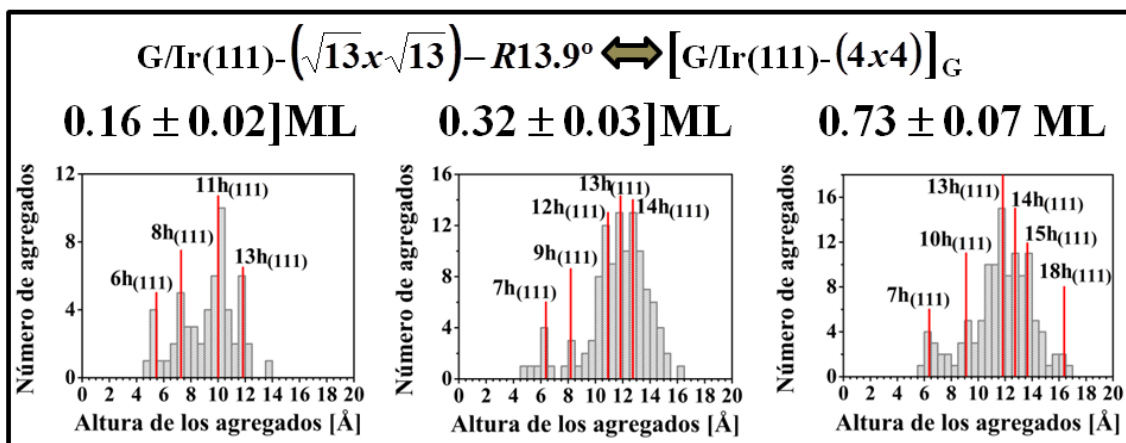 G/Ir(111)-(√13x√13)–R13.9º ⇔ [G/Ir(111)-(4x4)]G
0.16 ± 0.02]ML
0.32 ± 0.03]ML
0.73 ± 0.07 ML
Número de agregados
12
8
4
0
6h(111)
8h(111)
11h(111)
13h(111)
0 2 4 6 8 10 12 14 16 18 20
Altura de los agregados [Å]
Número de agregados
16
12
8
4
0
7h(111)
9h(111)
12h(111)
13h(111)
14h(111)
0 2 4 6 8 10 12 14 16 18 20
Altura de los agregados [Å]
Número de agregados
16
12
8
4
0
7h(111)
10h(111)
13h(111)
14h(111)
15h(111)
18h(111)
0 2 4 6 8 10 12 14 16 18 20
Altura de los agregados [Å]